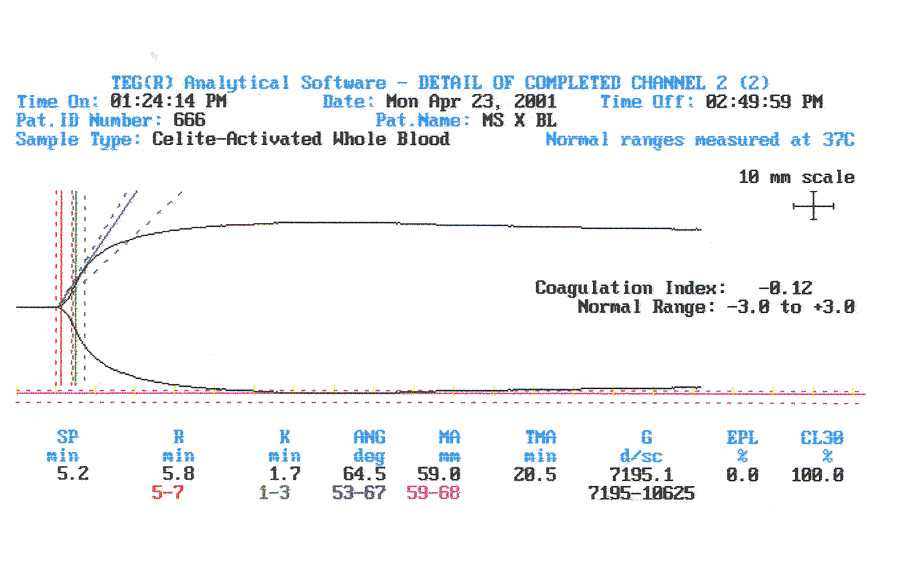 TEG(R) Analytical Software - DETAIL OF COMPLETED CHANNEL 2 (2)
Time On: 01:24:14 PM Date: Mon Apr 23, 2001 Time Off: 02:49:59 PM
Pat.ID Number: 666 Pat.Name: MS X BL
Sample Type: Celite-Activated Whole Blood Normal ranges measured at 37C
10 mm scale
Coagulation Index: -0.12
Normal Range: -3.0 to +3.0
SP R K ANG MA TMA G EPL CL30
min min min deg mm min d/sc % %
5.2 5.8 1.7 64.5 59.0 20.5 7195.1 0.0 100.0
5-7 1-3 53-67 59-68 7195-10625